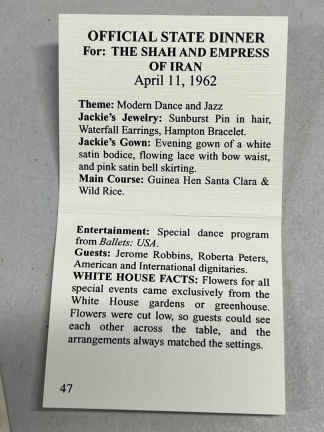 OFFICIAL STATE DINNER
For: THE SHAH AND EMPRESS
OF IRAN
April 11, 1962
Theme: Modern Dance and Jazz
Jackie's Jewelry: Sunburst Pin in hair,
Waterfall Earrings, Hampton Bracelet.
Jackie's Gown: Evening gown of a white
satin bodice, flowing lace with bow waist,
and pink satin bell skirting.
Main Course: Guinea Hen Santa Clara &
Wild Rice.
Entertainment: Special dance program
from Ballets: USA.
Guests: Jerome Robbins, Roberta Peters,
American and International dignitaries.
WHITE HOUSE FACTS: Flowers for all
special events came exclusively from the
White House gardens or greenhouse.
Flowers were cut low, so guests could see
each other across the table, and the
arrangements always matched the settings.
47